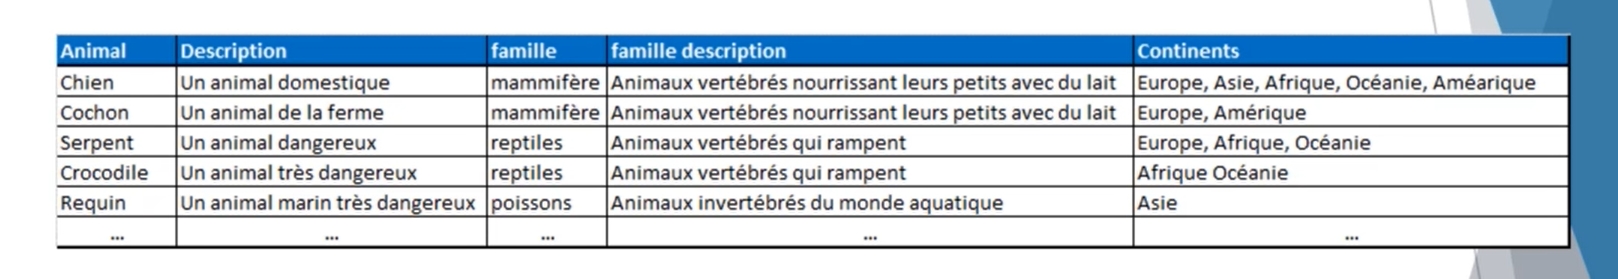 Animal Description famille famille description Continents
Chien Un animal domestique mammifère Animaux vertébrés nourrissant leurs petits avec du lait Europe, Asie, Afrique, Océanie, Améarique
Cochon Un animal de la ferme mammifère Animaux vertébrés nourrissant leurs petits avec du lait Europe, Amérique
Serpent Un animal dangereux reptiles Animaux vertébrés qui rampent Europe, Afrique, Océanie
Crocodile Un animal très dangereux reptiles Animaux vertébrés qui rampent Afrique Océanie
Requin Un animal marin très dangereux poissons Animaux invertébrés du monde aquatique Asie
... ... ... ... ...